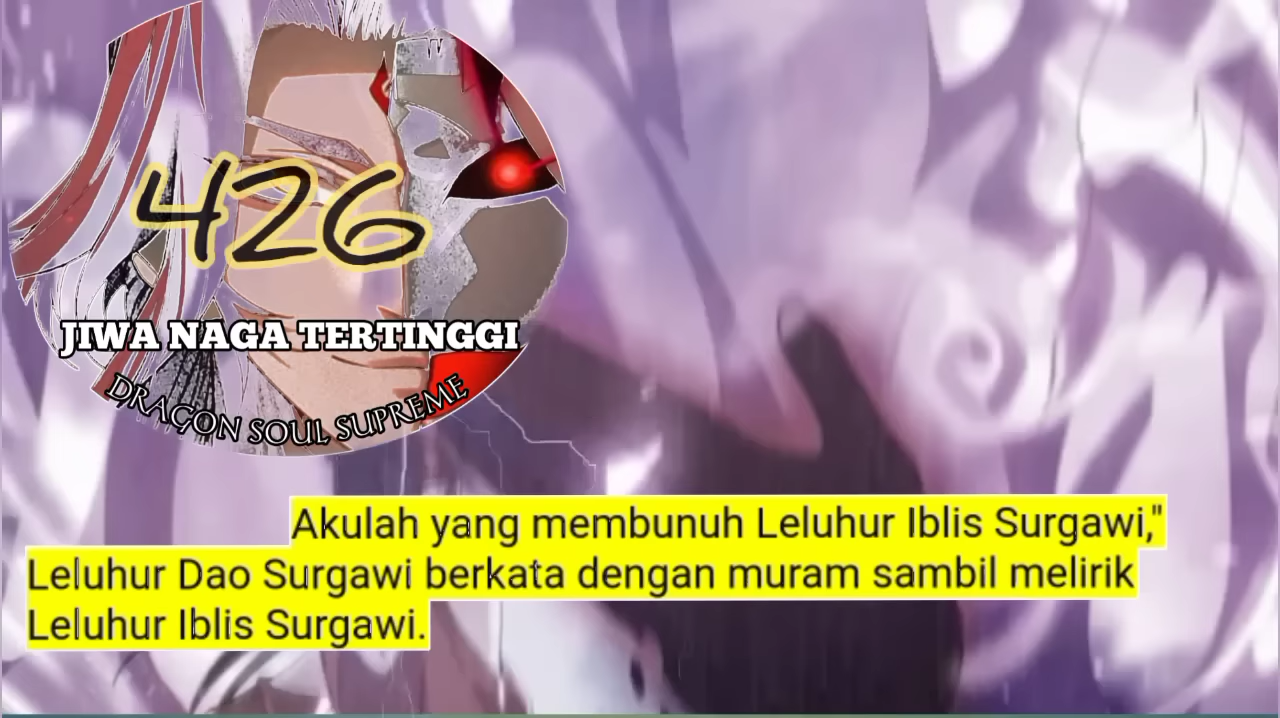 426
JIWA NAGA TERTINGGI
DRAGON SOUL SUPREME
Akulah yang membunuh Leluhur Iblis Surgawi,"
Leluhur Dao Surgawi berkata dengan muram sambil melirik
Leluhur Iblis Surgawi.